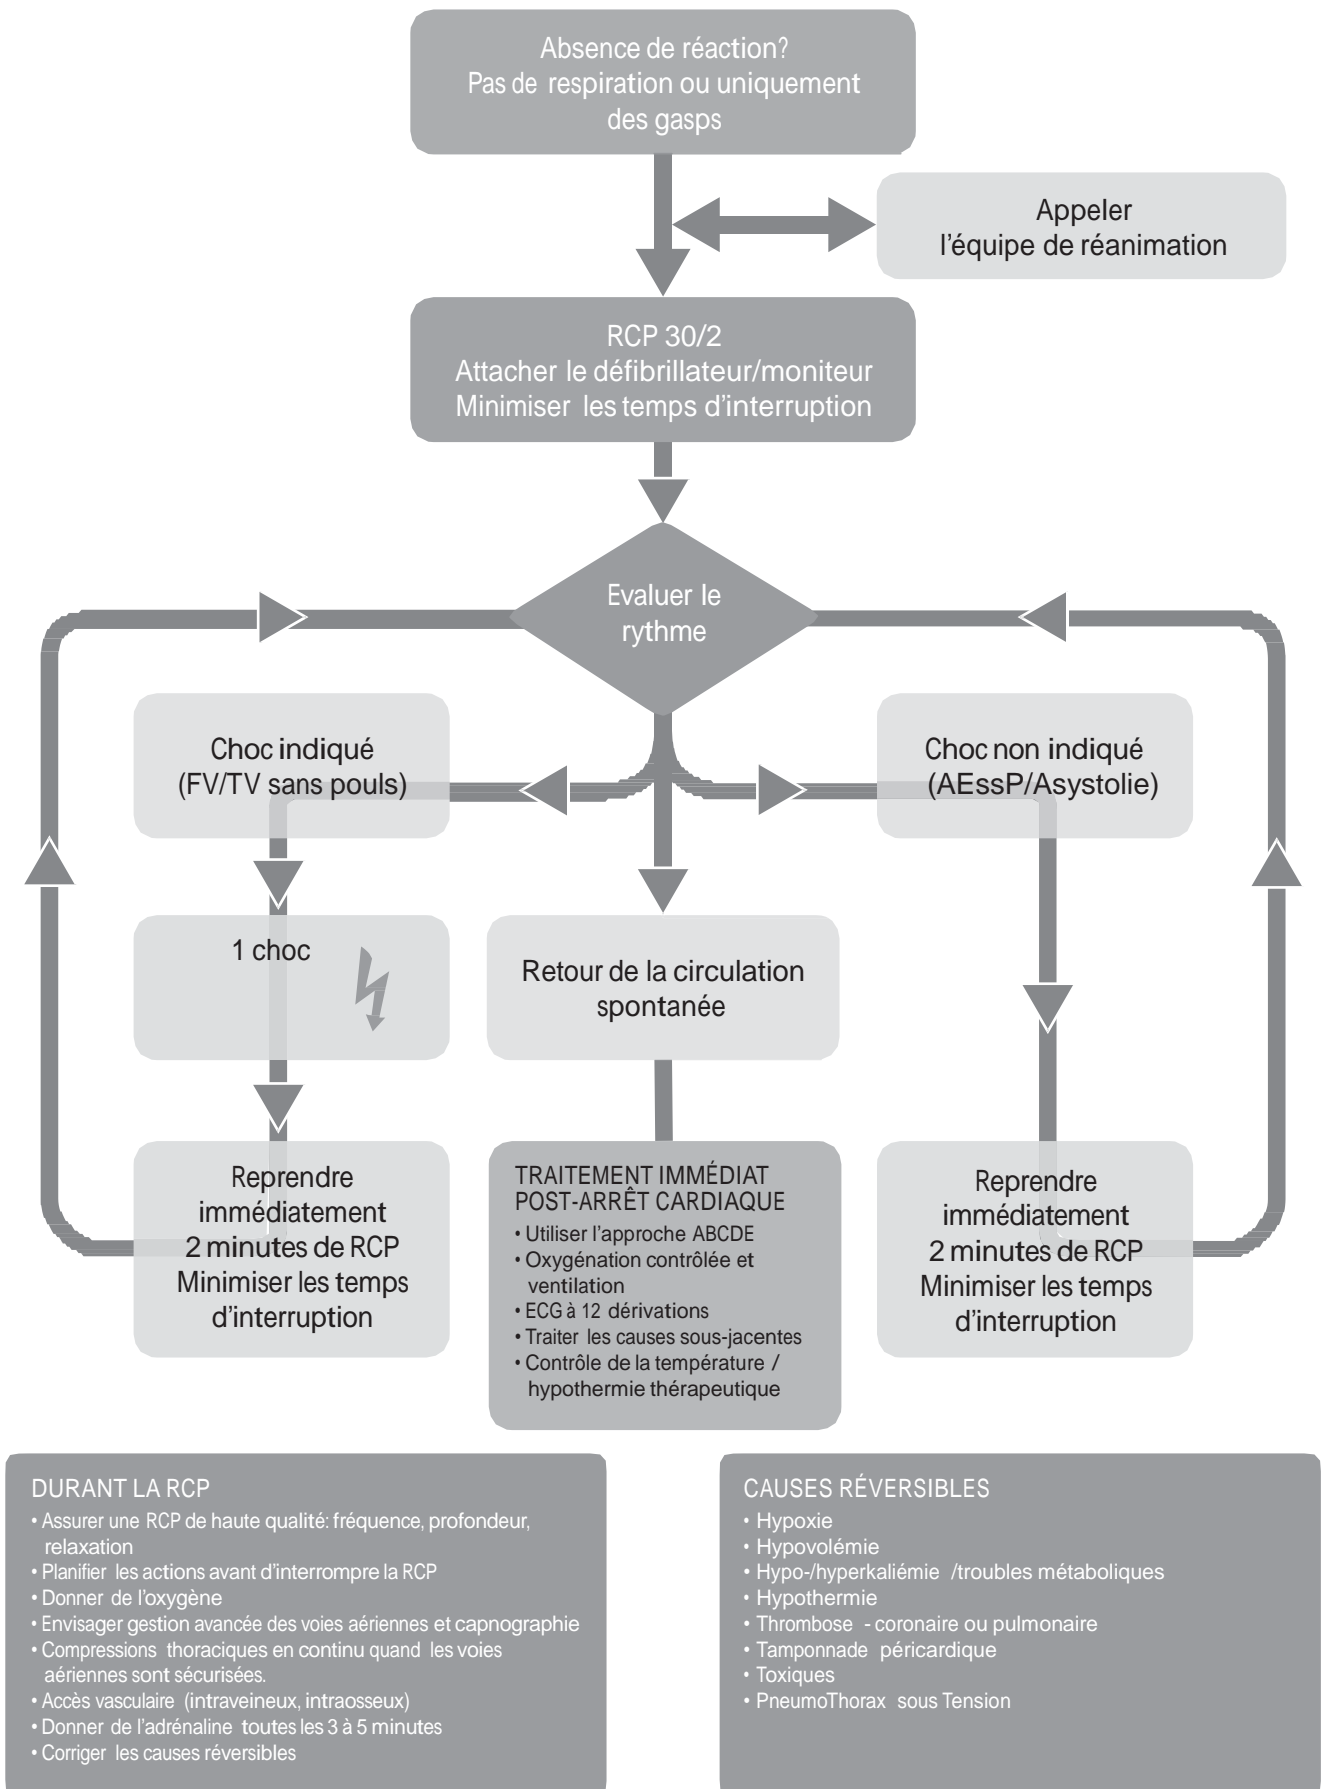 Absence de réaction?
Pas de respiration ou uniquement
des gasps
Appeler
l'équipe de réanimation
RCP 30/2
Attacher le défibrillateur/moniteur
Minimiser les temps d'interruption
Evaluer le
rythme
Choc indiqué
(FV/TV sans pouls)
Choc non indiqué
(AEssP/Asystolie)
1 choc
Retour de la circulation
spontanée
Reprendre
immédiatement
2 minutes de RCP
Minimiser les temps
d'interruption
TRAITEMENT IMMÉDIAT
POST-ARRÊT CARDIAQUE
• Utiliser l'approche ABCDE
• Oxygénation contrôlée et
ventilation
• ECG à 12 dérivations
• Traiter les causes sous-jacentes
• Contrôle de la température /
hypothermie thérapeutique
Reprendre
immédiatement
2 minutes de RCP
Minimiser les temps
d'interruption
DURANT LA RCP
• Assurer une RCP de haute qualité: fréquence, profondeur,
relaxation
• Planifier les actions avant d'interrompre la RCP
• Donner de l'oxygène
• Envisager gestion avancée des voies aériennes et capnographie
• Compressions thoraciques en continu quand les voies
aériennes sont sécurisées.
• Accès vasculaire (intraveineux, intraosseux)
• Donner de l'adrénaline toutes les 3 à 5 minutes
• Corriger les causes réversibles
CAUSES RÉVERSIBLES
• Hypoxie
• Hypovolémie
• Hypo-/hyperkaliémie /troubles métaboliques
• Hypothermie
• Thrombose - coronaire ou pulmonaire
• Tamponnade péricardique
• Toxiques
• PneumoThorax sous Tension